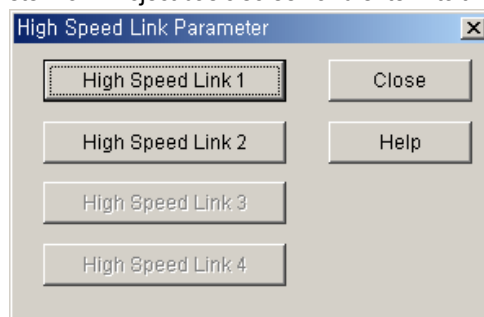 High Speed Link Parameter
High Speed Link 1
Close
High Speed Link 2
Help
High Speed Link 3
High Speed Link 4